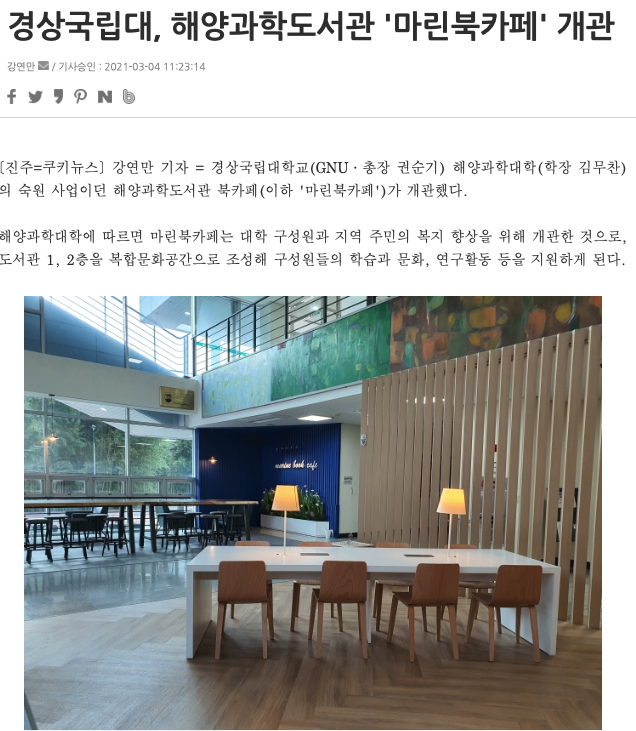 경상국립대, 해양과학도서관 '마린북카페' 개관
강연만 / 기사승인 : 2021-03-04 11:23:14
[진주=쿠키뉴스] 강연만 기자 = 경상국립대학교(GNU · 총장 권순기) 해양과학대학(학장 김무찬)
의 숙원 사업이던 해양과학도서관 북카페(이하 '마린북카페')가 개관했다.
해양과학대학에 따르면 마린북카페는 대학 구성원과 지역 주민의 복지 향상을 위해 개관한 것으로,
도서관 1, 2층을 복합문화공간으로 조성해 구성원들의 학습과 문화, 연구활동 등을 지원하게 된다.
marine book cafe